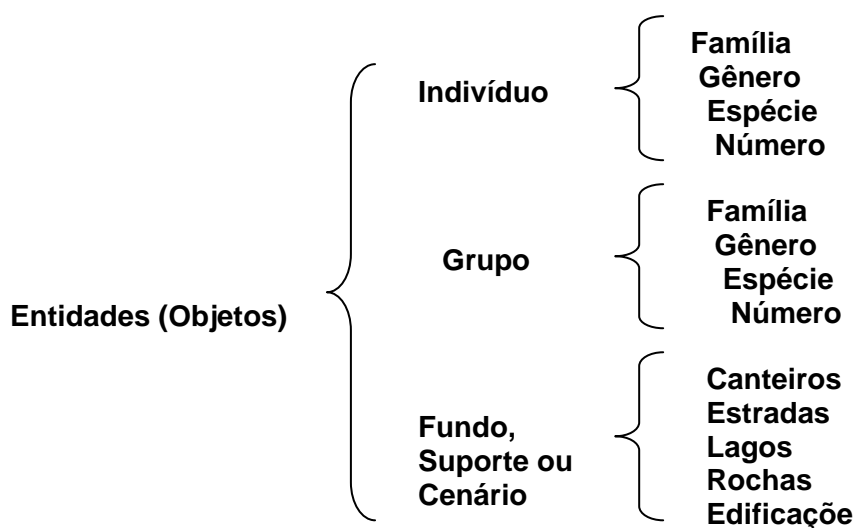 Entidades (Objetos)
Indivíduo
Família
Gênero
Espécie
Número
Grupo
Família
Gênero
Espécie
Número
Fundo,
Suporte ou
Cenário
Canteiros
Estradas
Lagos
Rochas
Edificaçõe